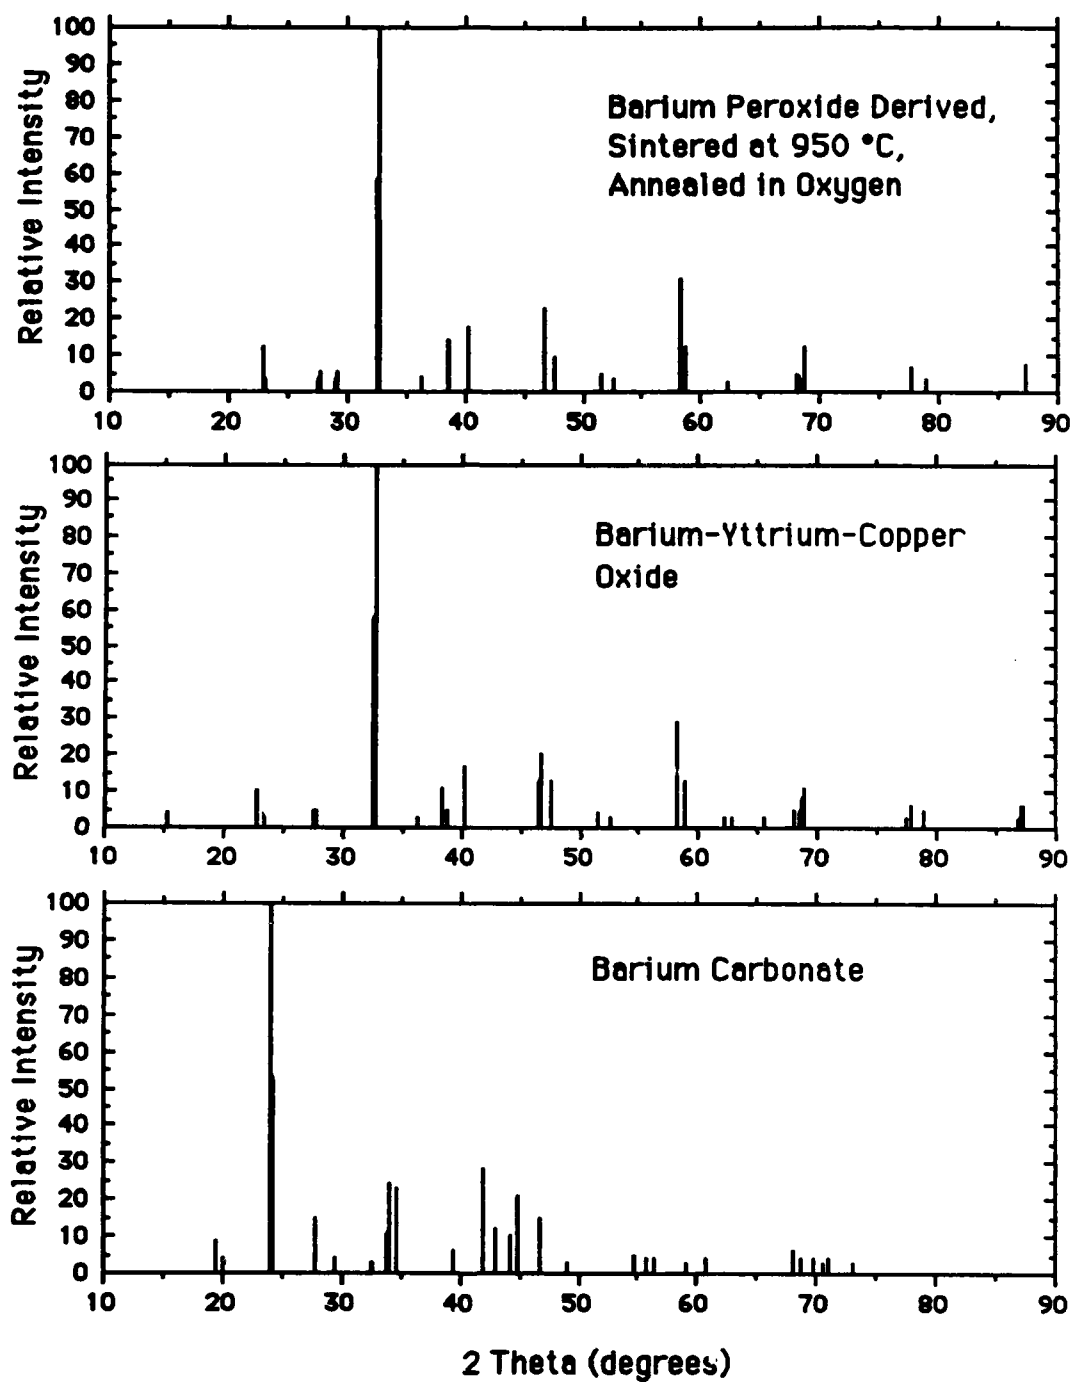 100
90
80
70
60
50
40
30
20
10
0
Relative Intensity
Barium Peroxide Derived,
Sintered at 950 °C,
Annealed in Oxygen
10 20 30 40 50 60 70 80 90
100
90
80
70
60
50
40
30
20
10
0
Relative Intensity
Barium-Yttrium-Copper
Oxide
10 20 30 40 50 60 70 80 90
100
90
80
70
60
50
40
30
20
10
0
Relative Intensity
Barium Carbonate
10 20 30 40 50 60 70 80 90
2 Theta (degrees)